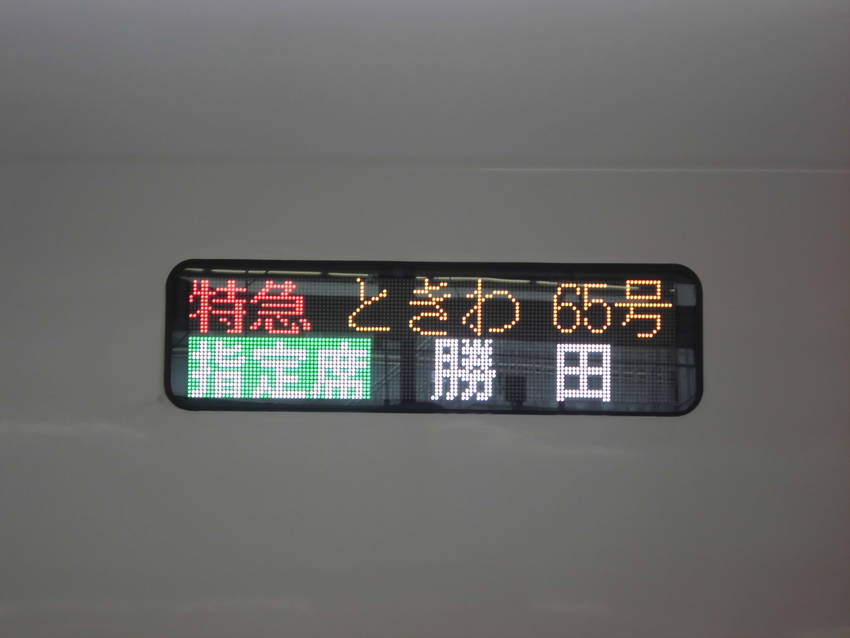 特急 ときわ 65号
指定席 勝田